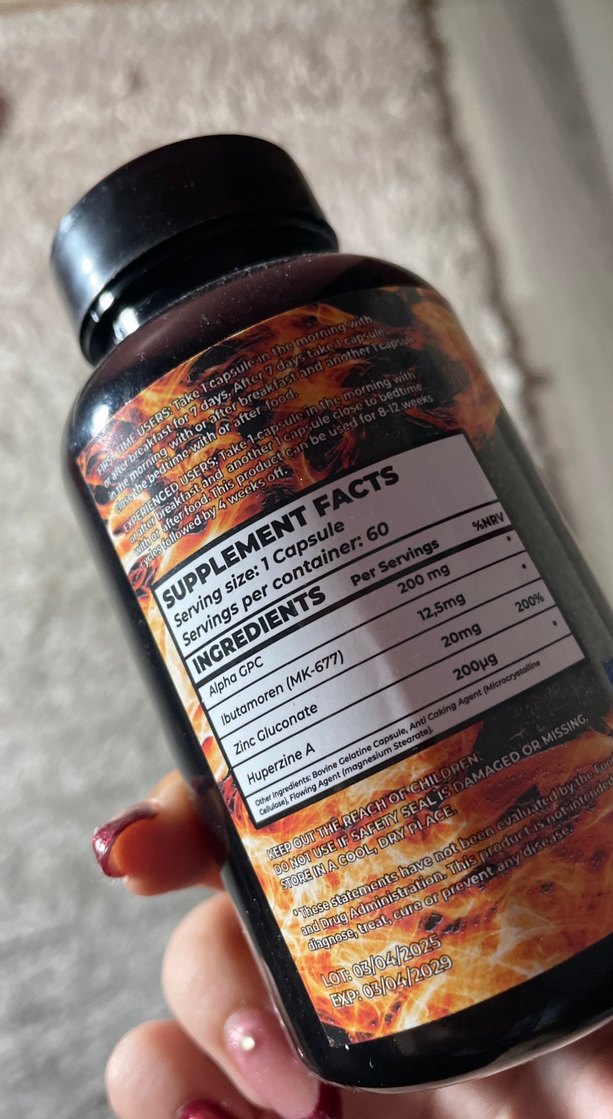 FIRST TIME USERS: Take 1 capsule in the morning with
or after breakfast for 7 days. After 7 days take 1 capsule
in the morning with or after breakfast and another 1 capsule
close the bedtime with or after food.
EXPERIENCED USERS: Take 1 capsule in the morning with
or after breakfast and another 1 capsule close to bedtime
with or after food. This product can be used for 8-12 weeks
cycles followed by 4 weeks off.
SUPPLEMENT FACTS
Serving size: 1 Capsule
Servings per container: 60
INGREDIENTS Per Servings %NRV
Alpha GPC 200 mg *
Ibutamoren (MK-677) 12,5mg *
Zinc Gluconate 20mg 200%
Huperzine A 200µg *
Other Ingredients: Bovine Gelatine Capsule, Anti Caking Agent (Microcrystalline
Cellulose), Flowing Agent (magnesium Stearate).
KEEP OUT THE REACH OF CHILDREN.
DO NOT USE IF SAFETY SEAL IS DAMAGED OR MISSING.
STORE IN A COOL, DRY PLACE.
*These statements have not been evaluated by the Food
and Drug Administration. This product is not intended
diagnose, treat, cure or prevent any disease.
LOT: 03/04/2025
EXP: 03/04/2029